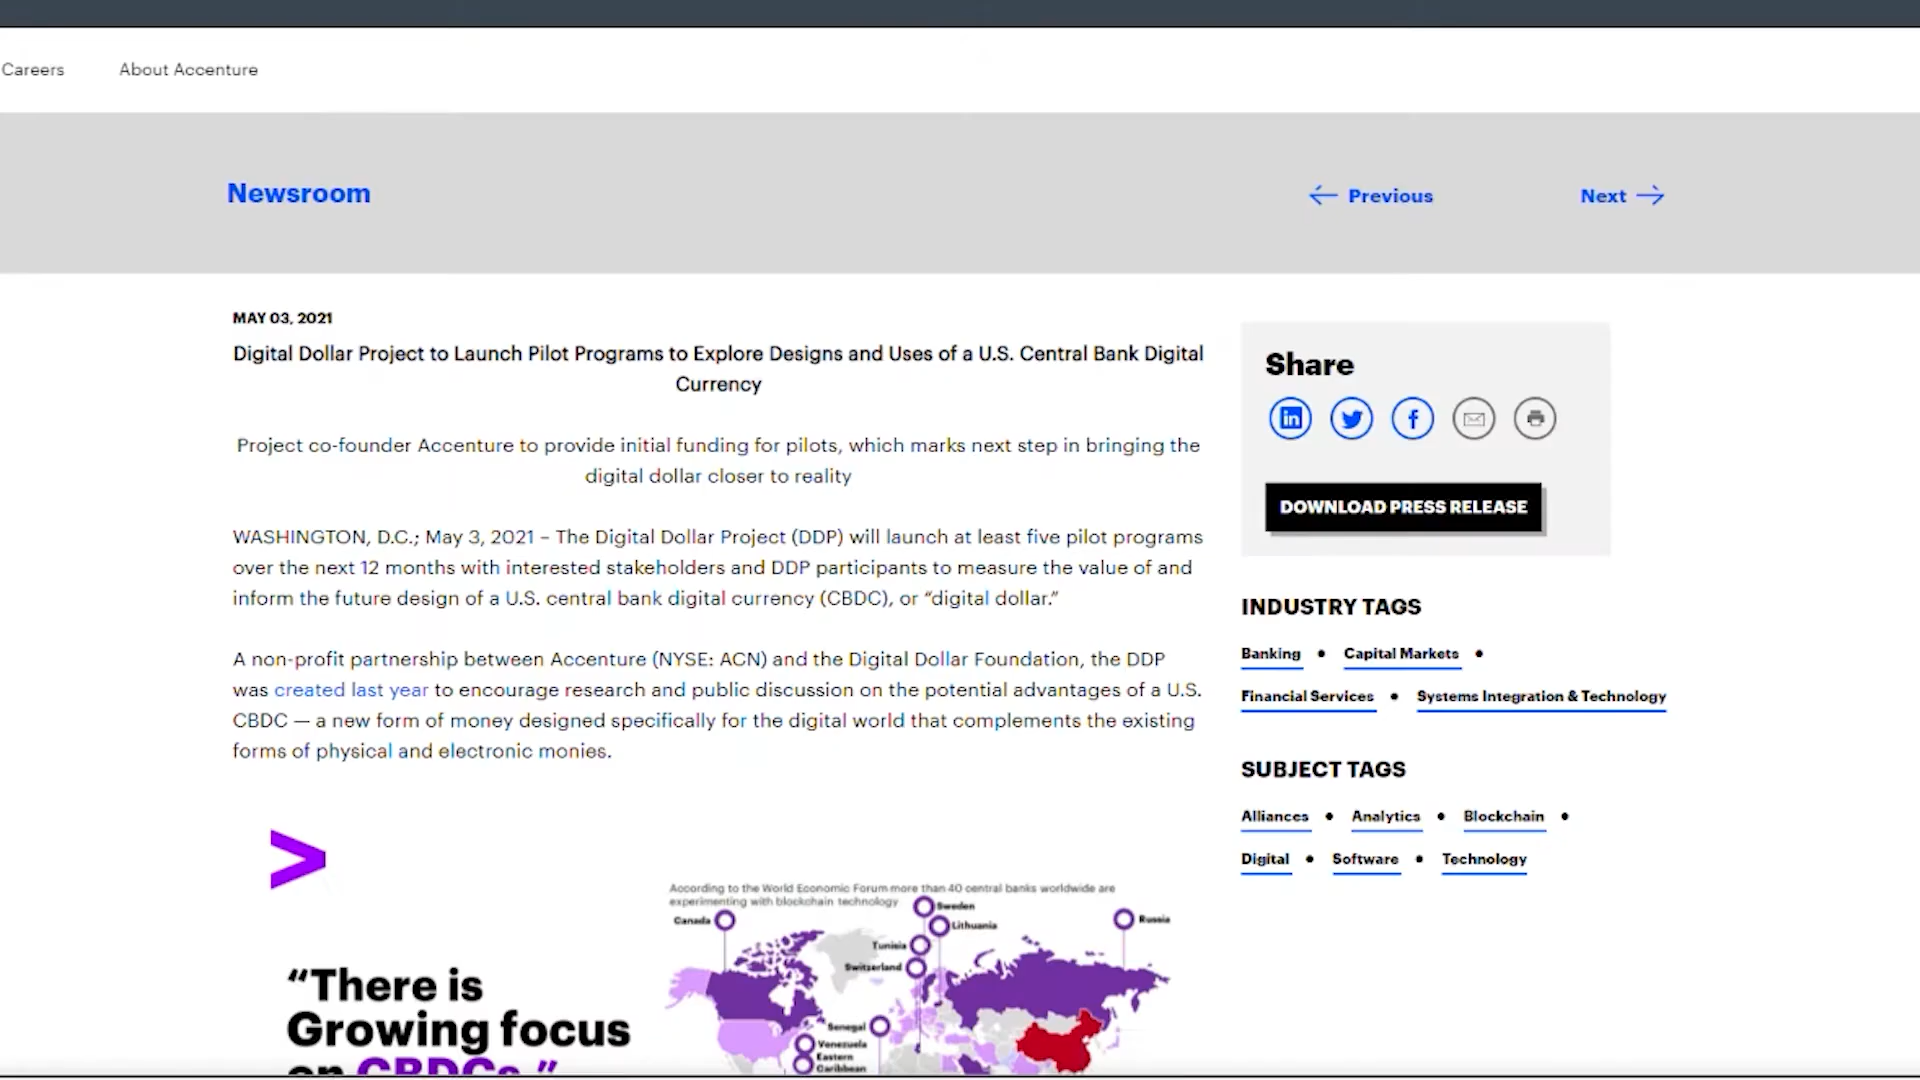 Careers About Accenture
Newsroom
Previous
Next
MAY 03, 2021
Digital Dollar Project to Launch Pilot Programs to Explore Designs and Uses of a U.S. Central Bank Digital
Currency
Project co-founder Accenture to provide initial funding for pilots, which marks next step in bringing the
digital dollar closer to reality
WASHINGTON, D.C.; May 3, 2021 – The Digital Dollar Project (DDP) will launch at least five pilot programs
over the next 12 months with interested stakeholders and DDP participants to measure the value of and
inform the future design of a U.S. central bank digital currency (CBDC), or “digital dollar.”
A non-profit partnership between Accenture (NYSE: ACN) and the Digital Dollar Foundation, the DDP
was created last year to encourage research and public discussion on the potential advantages of a U.S.
CBDC — a new form of money designed specifically for the digital world that complements the existing
forms of physical and electronic monies.
“There is
Growing focus
on CBDCs.”
According to the World Economic Forum more than 40 central banks worldwide are
experimenting with blockchain technology
Canada
Sweden
Lithuania
Russia
Tunisia
Switzerland
Senegal
Venezuela
Eastern
Caribbean
Share
DOWNLOAD PRESS RELEASE
INDUSTRY TAGS
Banking • Capital Markets •
Financial Services • Systems Integration & Technology
SUBJECT TAGS
Alliances • Analytics • Blockchain •
Digital • Software • Technology